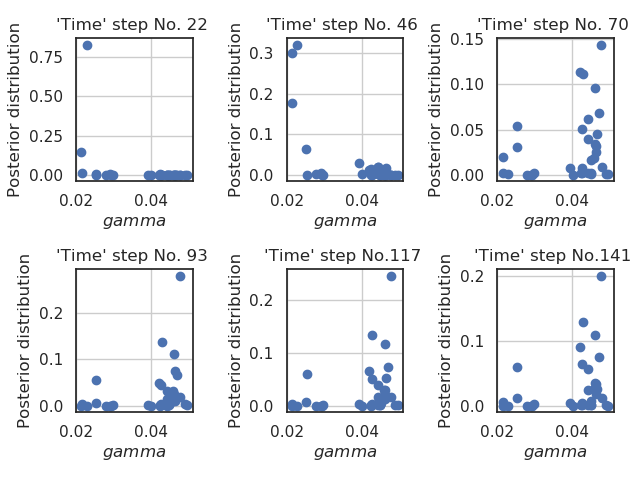 'Time' step No. 22
'Time' step No. 46
'Time' step No. 70
Posterior distribution
0.75
0.50
0.25
0.00
0.02
0.04
gamma
Posterior distribution
0.3
0.2
0.1
0.0
0.02
0.04
gamma
Posterior distribution
0.15
0.10
0.05
0.00
0.02
0.04
gamma
'Time' step No. 93
'Time' step No.117
'Time' step No.141
Posterior distribution
0.2
0.1
0.0
0.02
0.04
gamma
Posterior distribution
0.2
0.1
0.0
0.02
0.04
gamma
Posterior distribution
0.2
0.1
0.0
0.02
0.04
gamma